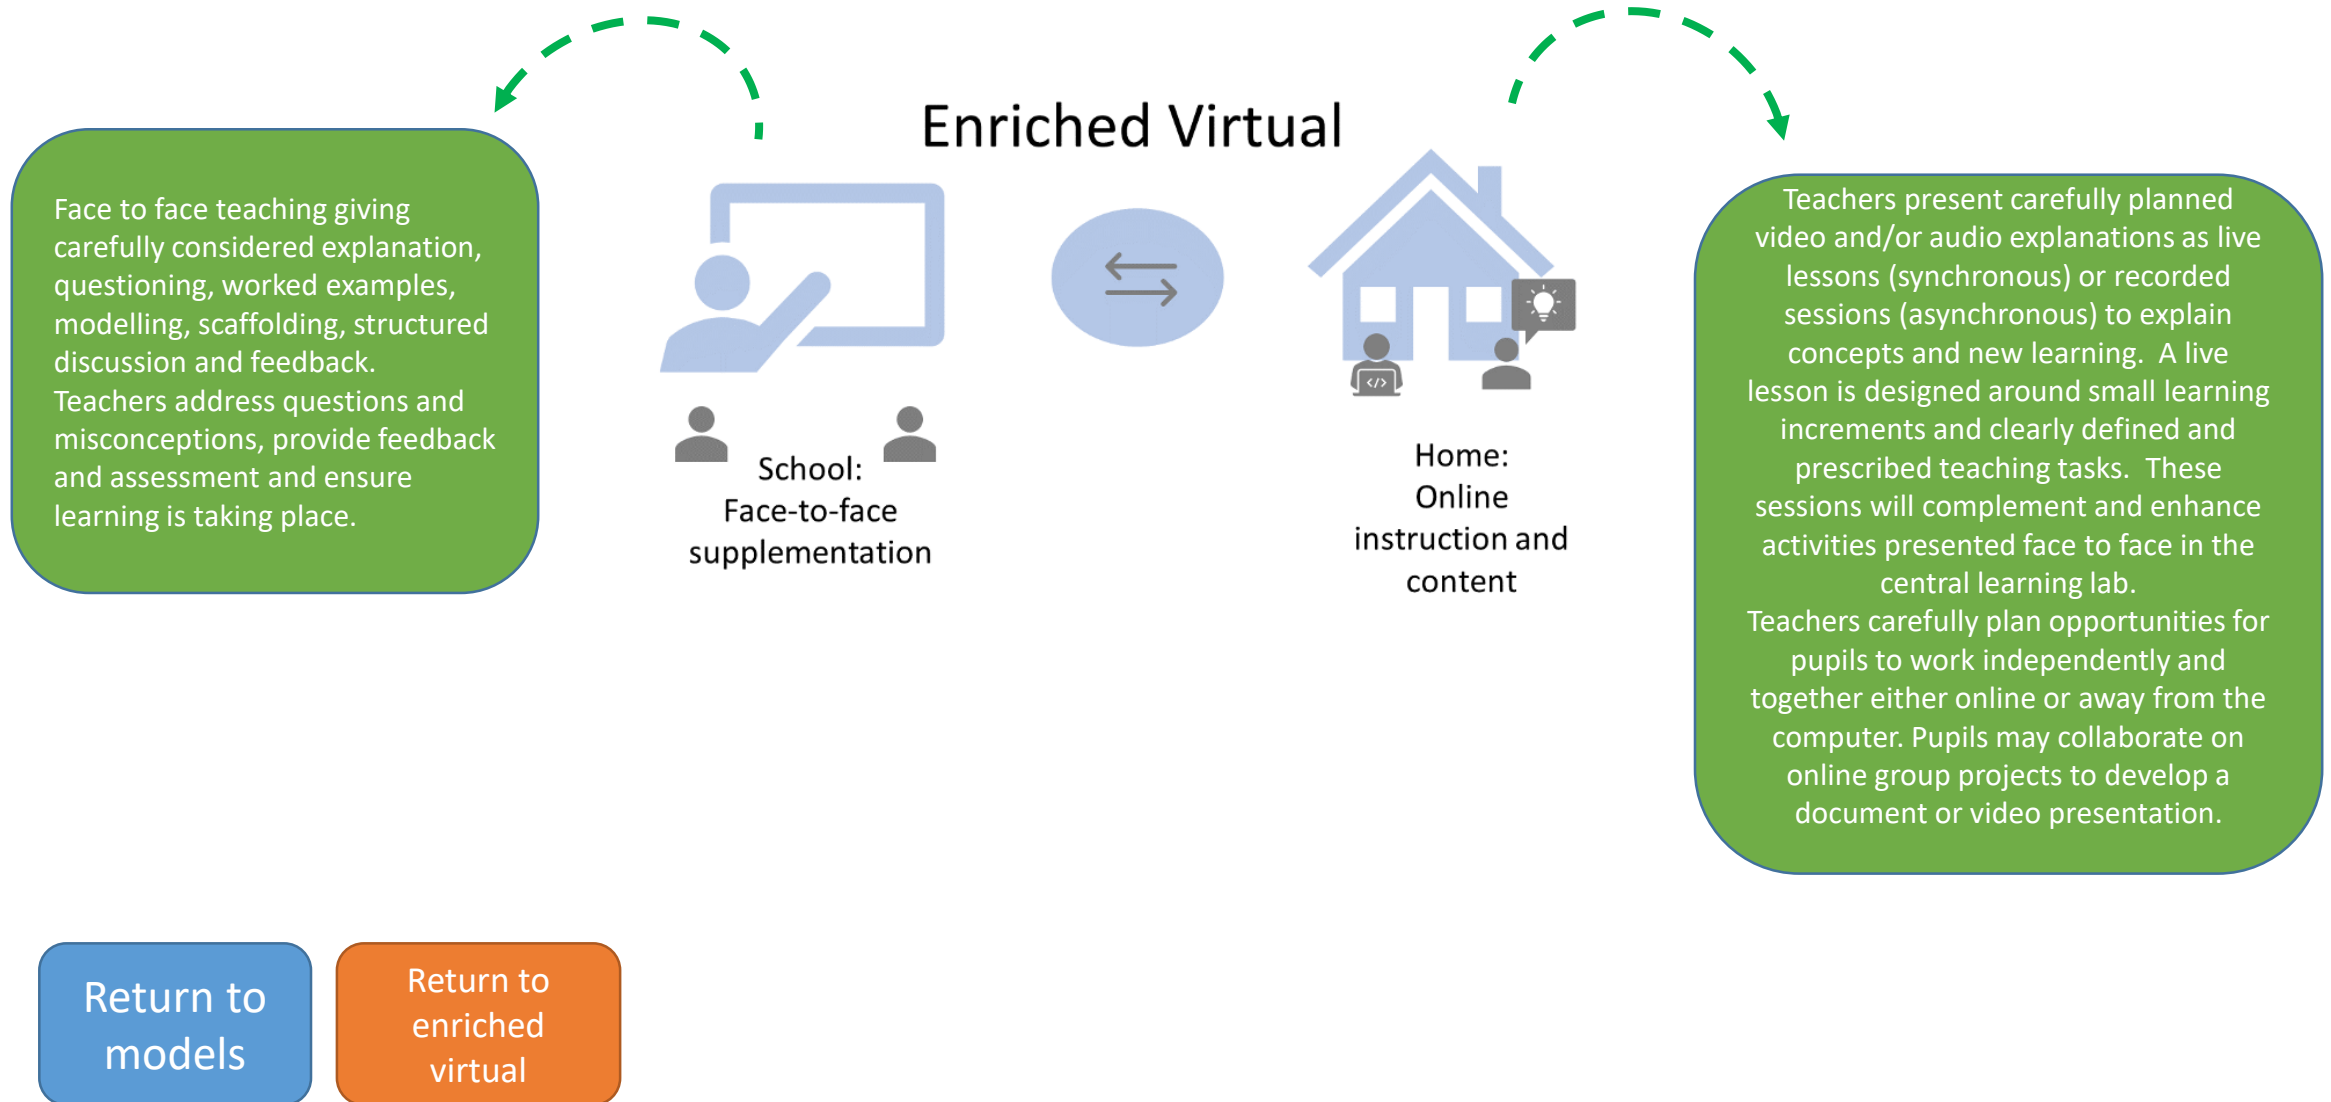 Enriched Virtual
Face to face teaching giving
carefully considered explanation,
questioning, worked examples,
modelling, scaffolding, structured
discussion and feedback.
Teachers address questions and
misconceptions, provide feedback
and assessment and ensure
learning is taking place.
School:
Face-to-face
supplementation
</>
Home:
Online
instruction and
content
Teachers present carefully planned
video and/or audio explanations as live
lessons (synchronous) or recorded
sessions (asynchronous) to explain
concepts and new learning.  A live
lesson is designed around small learning
increments and clearly defined and
prescribed teaching tasks.  These
sessions will complement and enhance
activities presented face to face in the
central learning lab.
Teachers carefully plan opportunities for
pupils to work independently and
together either online or away from the
computer. Pupils may collaborate on
online group projects to develop a
document or video presentation.
Return to
models
Return to
enriched
virtual